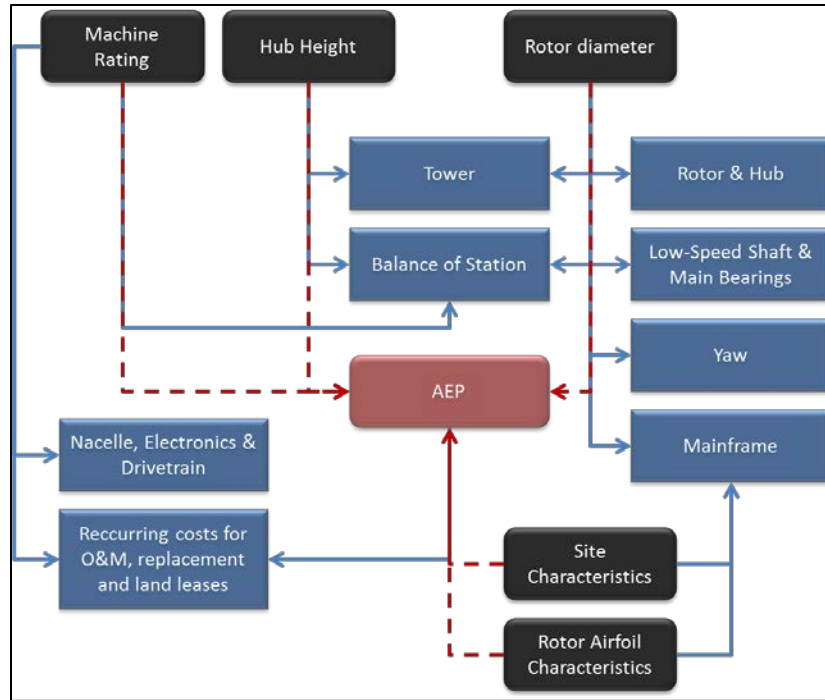 Machine
Rating
Hub Height
Rotor diameter
Tower
Rotor & Hub
Balance of Station
Low-Speed Shaft &
Main Bearings
Yaw
AEP
Nacelle, Electronics &
Drivetrain
Mainframe
Reccurring costs for
O&M, replacement
and land leases
Site
Characteristics
Rotor Airfoil
Characteristics